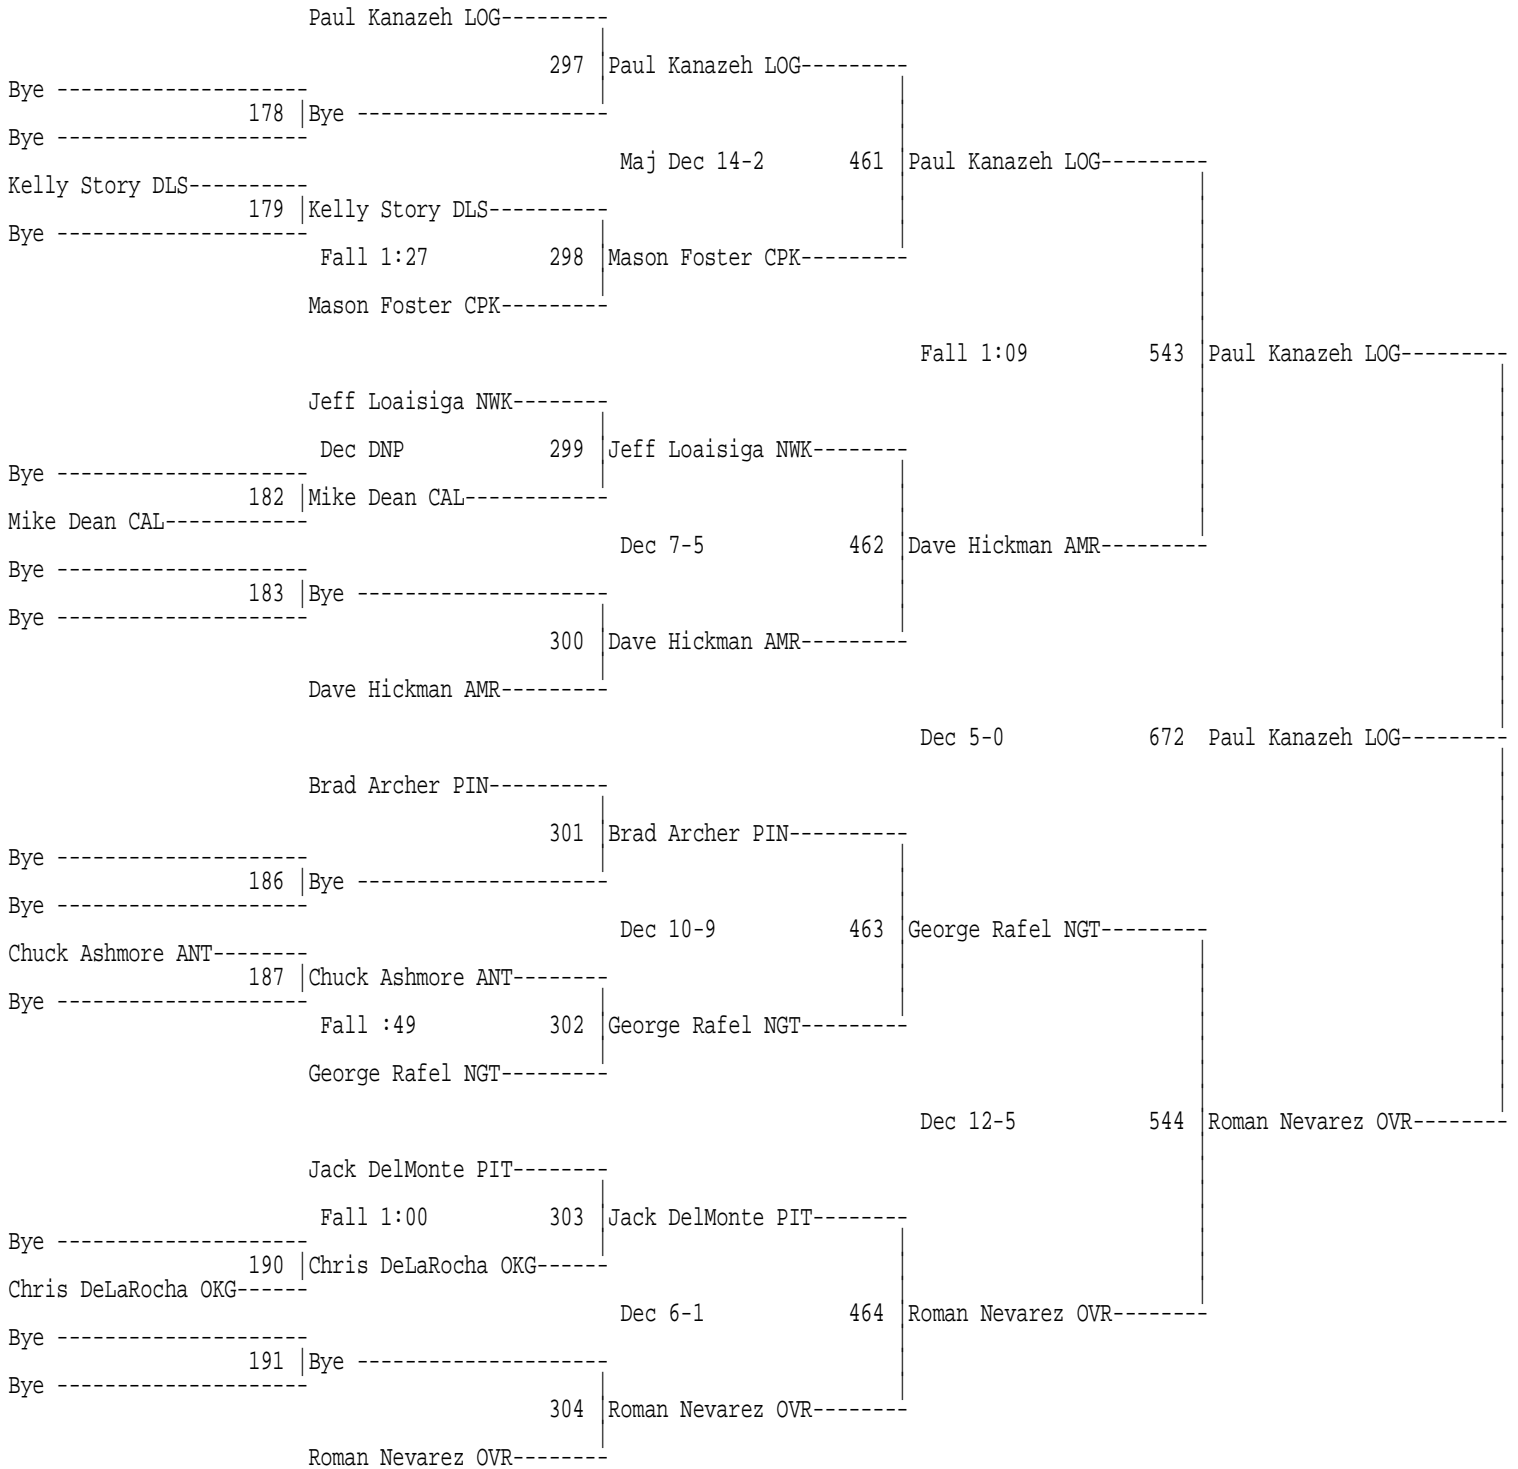 Paul Kanazeh LOG---------
297 |Paul Kanazeh LOG---------
Bye ---------------------
178 |Bye ---------------------
Bye ---------------------
Maj Dec 14-2 461 |Paul Kanazeh LOG---------
Kelly Story DLS----------
179 |Kelly Story DLS----------
Bye ---------------------
Fall 1:27 298 |Mason Foster CPK---------
Mason Foster CPK---------
Fall 1:09 543 |Paul Kanazeh LOG---------
Jeff Loaisiga NWK--------
Dec DNP 299 |Jeff Loaisiga NWK--------
Bye ---------------------
182 |Mike Dean CAL------------
Mike Dean CAL------------
Dec 7-5 462 |Dave Hickman AMR---------
Bye ---------------------
183 |Bye ---------------------
Bye ---------------------
300 |Dave Hickman AMR---------
Dave Hickman AMR---------
Dec 5-0 672 Paul Kanazeh LOG---------
Brad Archer PIN----------
301 |Brad Archer PIN----------
Bye ---------------------
186 |Bye ---------------------
Bye ---------------------
Dec 10-9 463 |George Rafel NGT---------
Chuck Ashmore ANT--------
187 |Chuck Ashmore ANT--------
Bye ---------------------
Fall :49 302 |George Rafel NGT---------
George Rafel NGT---------
Dec 12-5 544 |Roman Nevarez OVR--------
Jack DelMonte PIT--------
Fall 1:00 303 |Jack DelMonte PIT--------
Bye ---------------------
190 |Chris DeLaRocha OKG------
Chris DeLaRocha OKG------
Dec 6-1 464 |Roman Nevarez OVR--------
Bye ---------------------
191 |Bye ---------------------
Bye ---------------------
304 |Roman Nevarez OVR--------
Roman Nevarez OVR--------